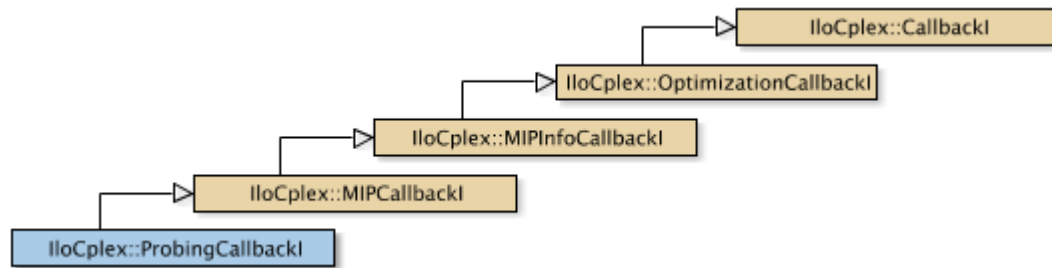 IloCplex::CallbackI
IloCplex::OptimizationCallbackI
IloCplex::MIPInfoCallbackI
IloCplex::MIPCallbackI
IloCplex::ProbingCallbackI